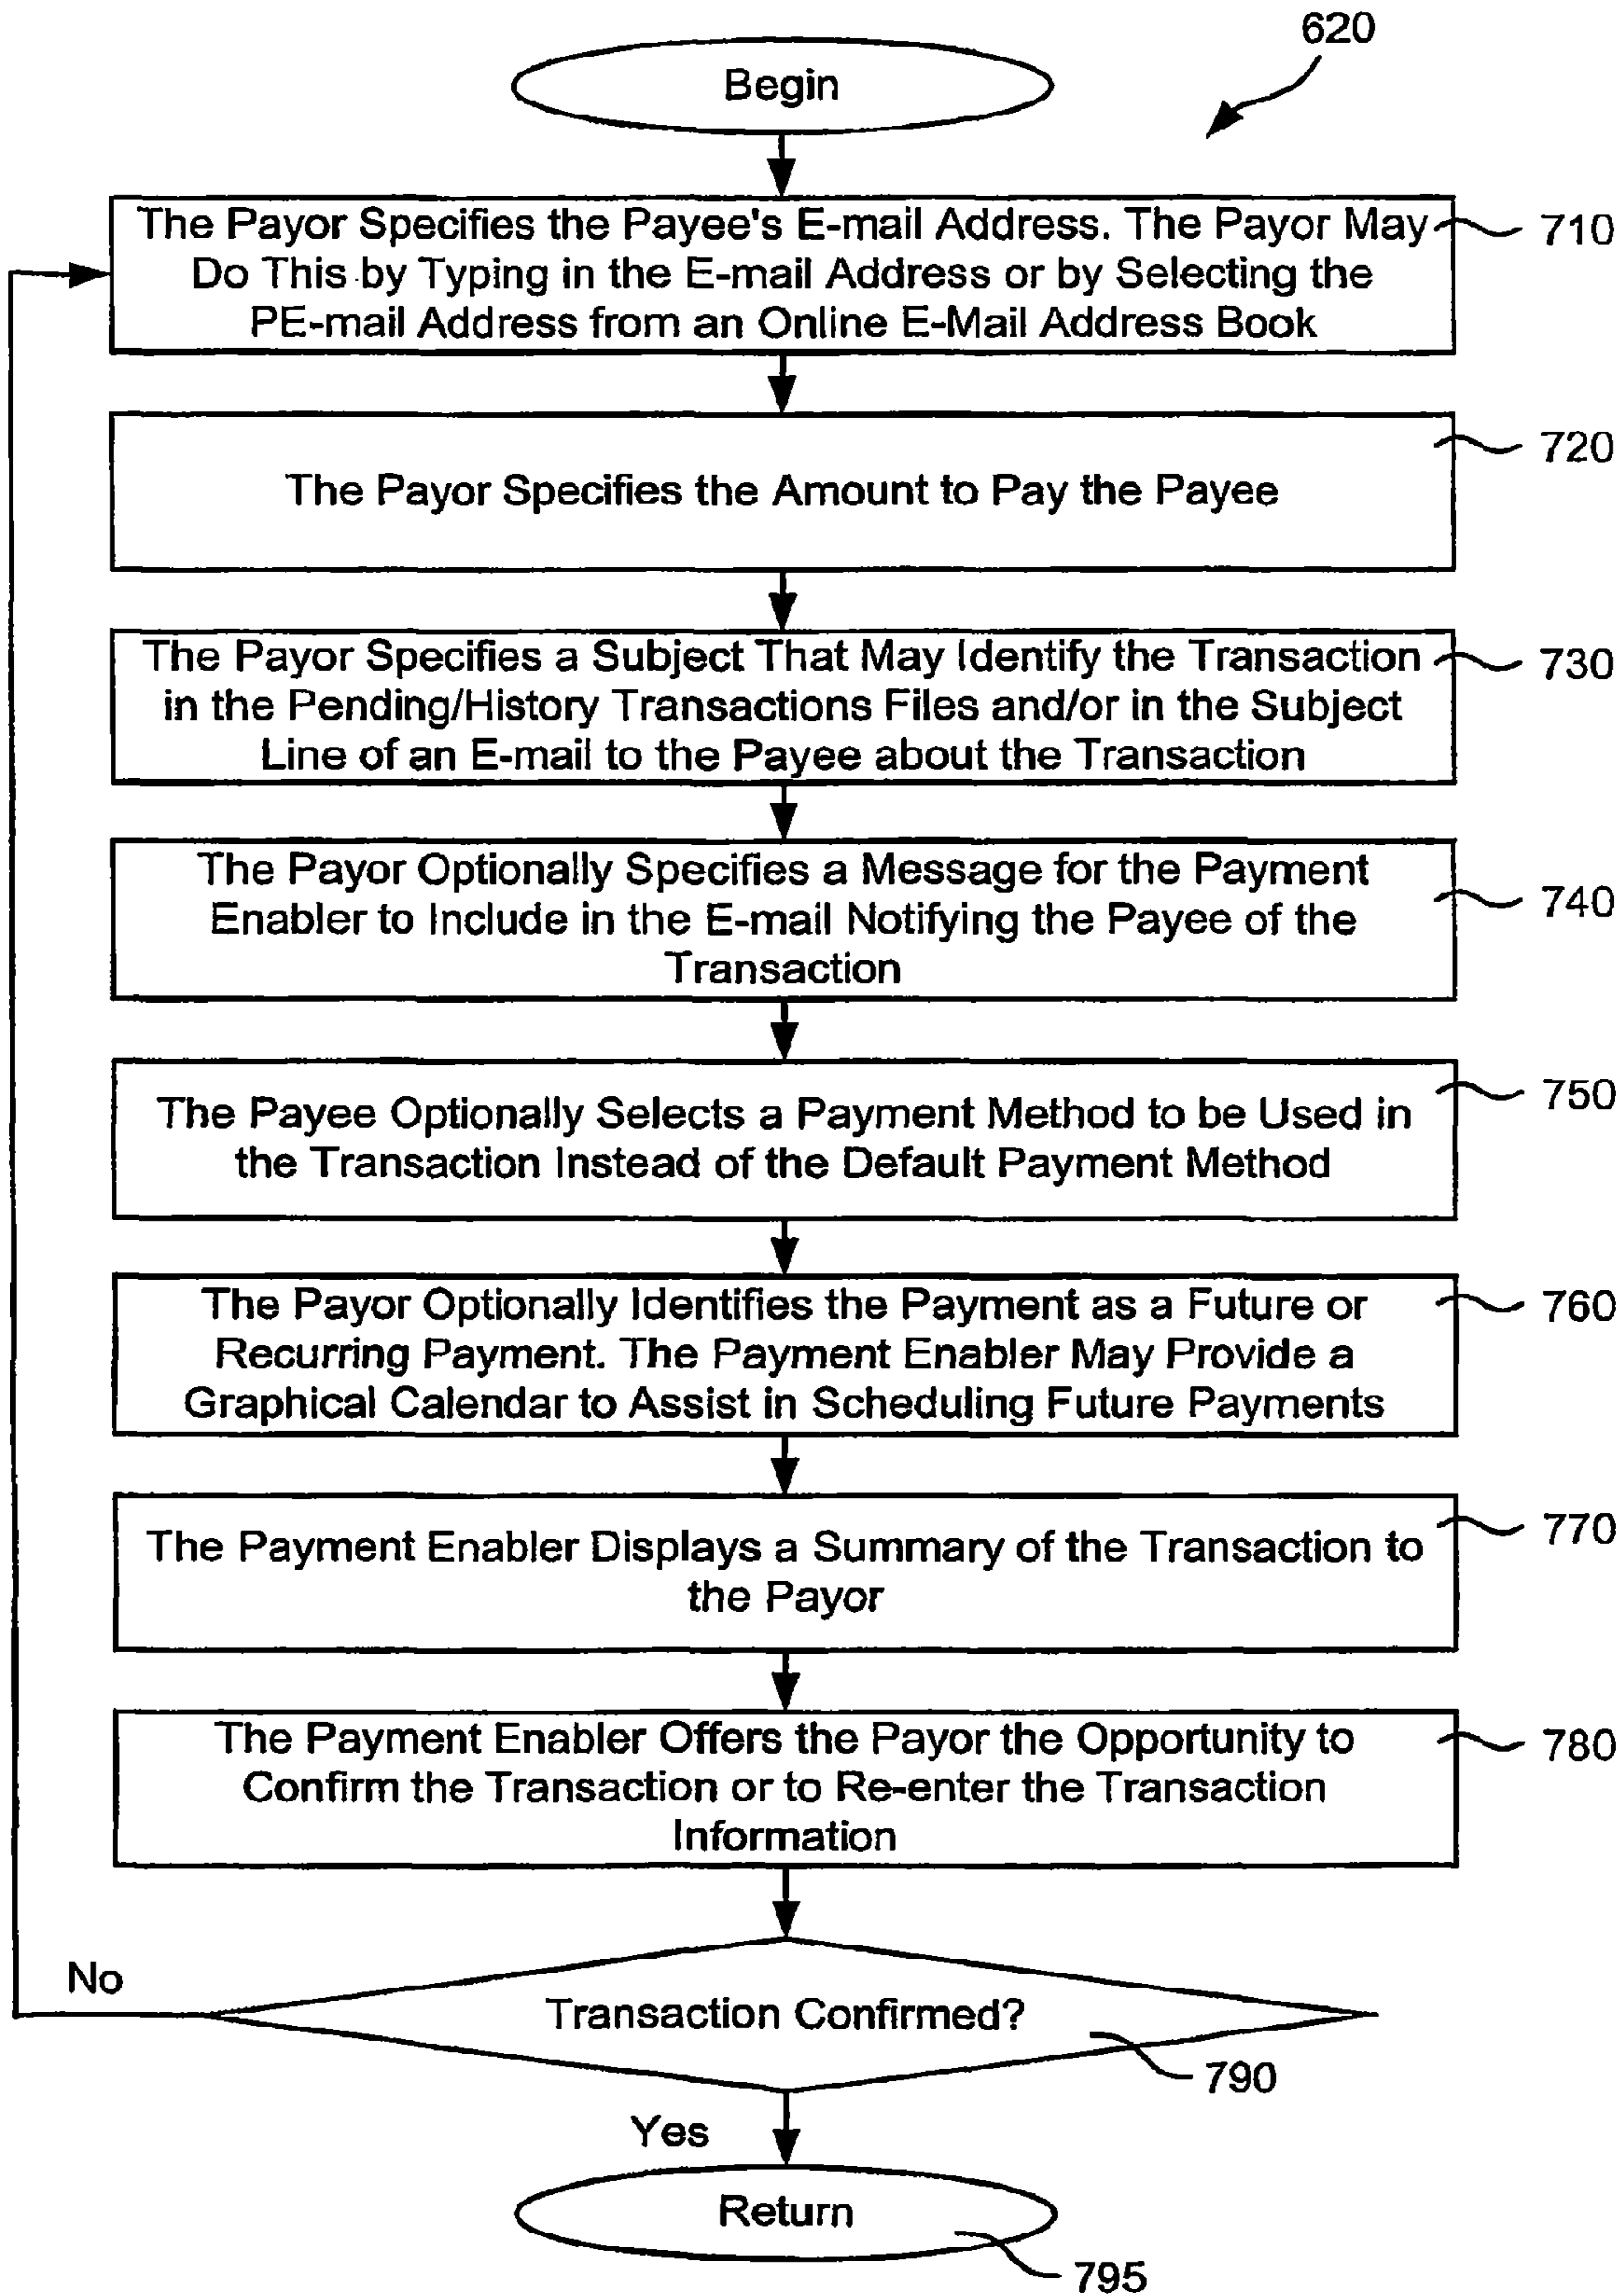 620
Begin
The Payor Specifies the Payee's E-mail Address. The Payor May
710
Do This by Typing in the E-mail Address or by Selecting the
PE-mail Address from an Online E-Mail Address Book
720
The Payor Specifies the Amount to Pay the Payee
The Payor Specifies a Subject That May Identify the Transaction
730
in the Pending/History Transactions Files and/or in the Subject
Line of an E-mail to the Payee about the Transaction
The Payor Optionally Specifies a Message for the Payment
740
Enabler to Include in the E-mail Notifying the Payee of the
Transaction
750
The Payee Optionally Selects a Payment Method to be Used in
the Transaction Instead of the Default Payment Method
The Payor Optionally Identifies the Payment as a Future or
760
Recurring Payment. The Payment Enabler May Provide a
Graphical Calendar to Assist in Scheduling Future Payments
770
The Payment Enabler Displays a Summary of the Transaction to
the Payor
The Payment Enabler Offers the Payor the Opportunity to
780
Confirm the Transaction or to Re-enter the Transaction
Information
No
Transaction Confirmed?
790
Yes
Return
795